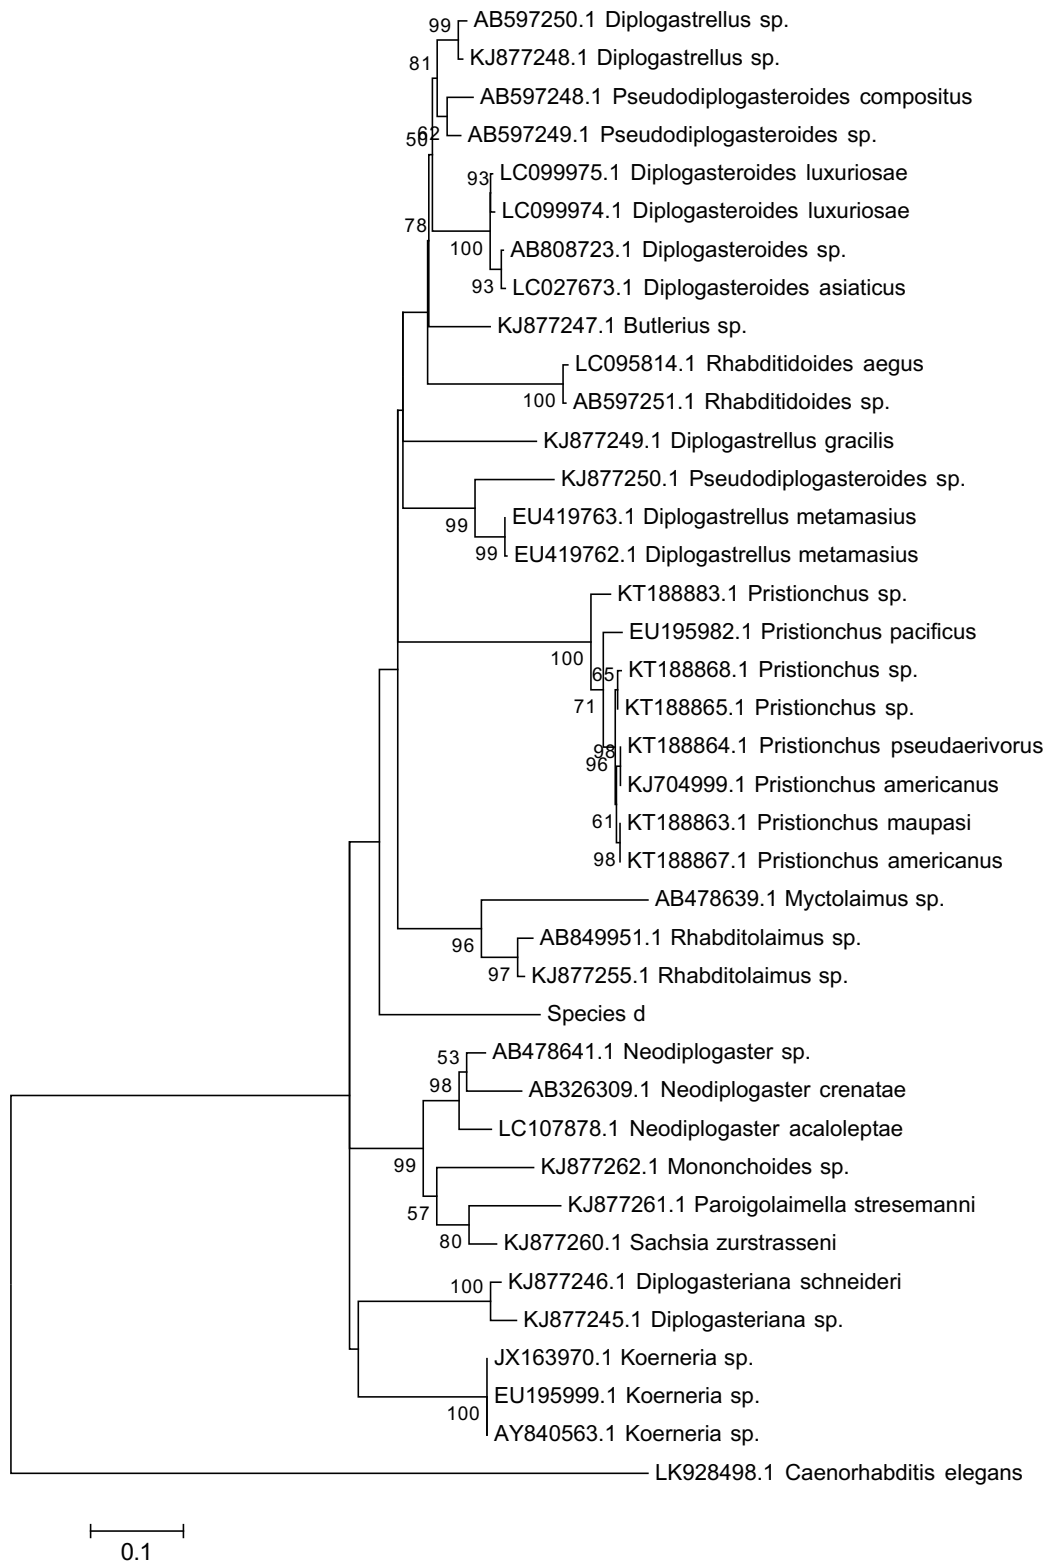 99
AB597250.1 Diplogastrellus sp.
KJ877248.1 Diplogastrellus sp.
81
AB597248.1 Pseudodiplogasteroides compositus
62
AB597249.1 Pseudodiplogasteroides sp.
93
LC099975.1 Diplogasteroides luxuriosae
LC099974.1 Diplogasteroides luxuriosae
78
100
AB808723.1 Diplogasteroides sp.
93
LC027673.1 Diplogasteroides asiaticus
KJ877247.1 Butlerius sp.
LC095814.1 Rhabditidoides aegus
100
AB597251.1 Rhabditidoides sp.
KJ877249.1 Diplogastrellus gracilis
KJ877250.1 Pseudodiplogasteroides sp.
EU419763.1 Diplogastrellus metamasius
99
99
EU419762.1 Diplogastrellus metamasius
KT188883.1 Pristionchus sp.
EU195982.1 Pristionchus pacificus
100
65
KT188868.1 Pristionchus sp.
71
KT188865.1 Pristionchus sp.
98
KT188864.1 Pristionchus pseudaerivorus
96
KJ704999.1 Pristionchus americanus
61
KT188863.1 Pristionchus maupasi
98
KT188867.1 Pristionchus americanus
AB478639.1 Myctolaimus sp.
96
AB849951.1 Rhabditolaimus sp.
97
KJ877255.1 Rhabditolaimus sp.
Species d
53
AB478641.1 Neodiplogaster sp.
98
AB326309.1 Neodiplogaster crenatae
LC107878.1 Neodiplogaster acaloleptae
99
KJ877262.1 Mononchoides sp.
57
KJ877261.1 Paroigolaimella stresemanni
80
KJ877260.1 Sachsia zurstrasseni
100
KJ877246.1 Diplogasteriana schneideri
KJ877245.1 Diplogasteriana sp.
JX163970.1 Koerneria sp.
EU195999.1 Koerneria sp.
100
AY840563.1 Koerneria sp.
LK928498.1 Caenorhabditis elegans
0.1